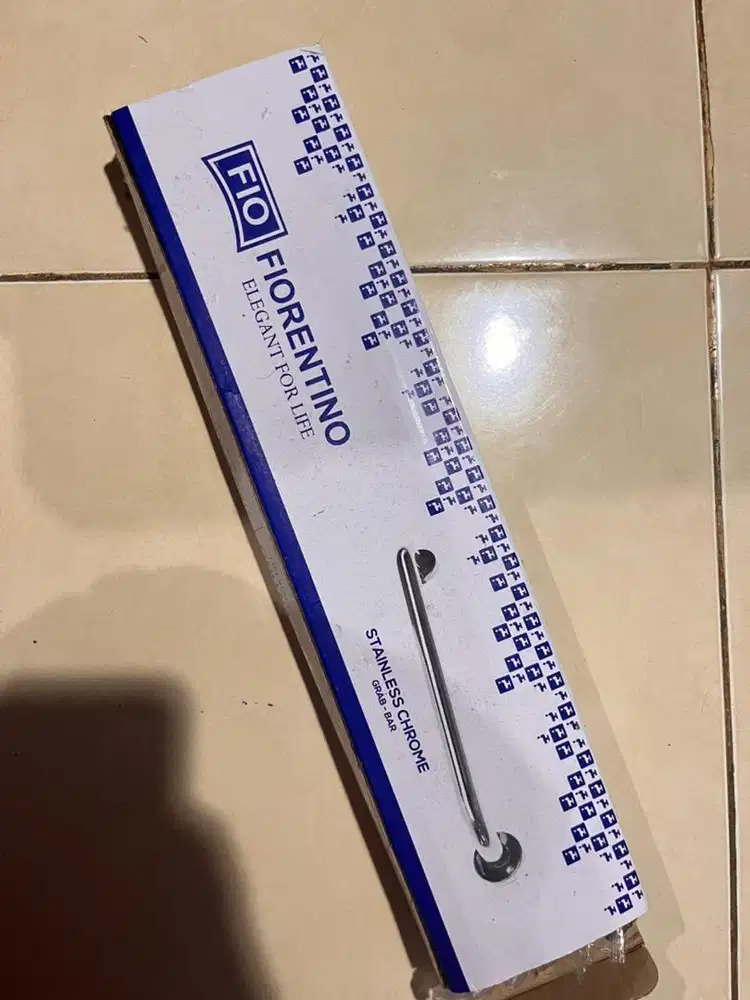 FIO
FIORENTINO
ELEGANT FOR LIFE
STAINLESS CHROME
GRAB - BAR